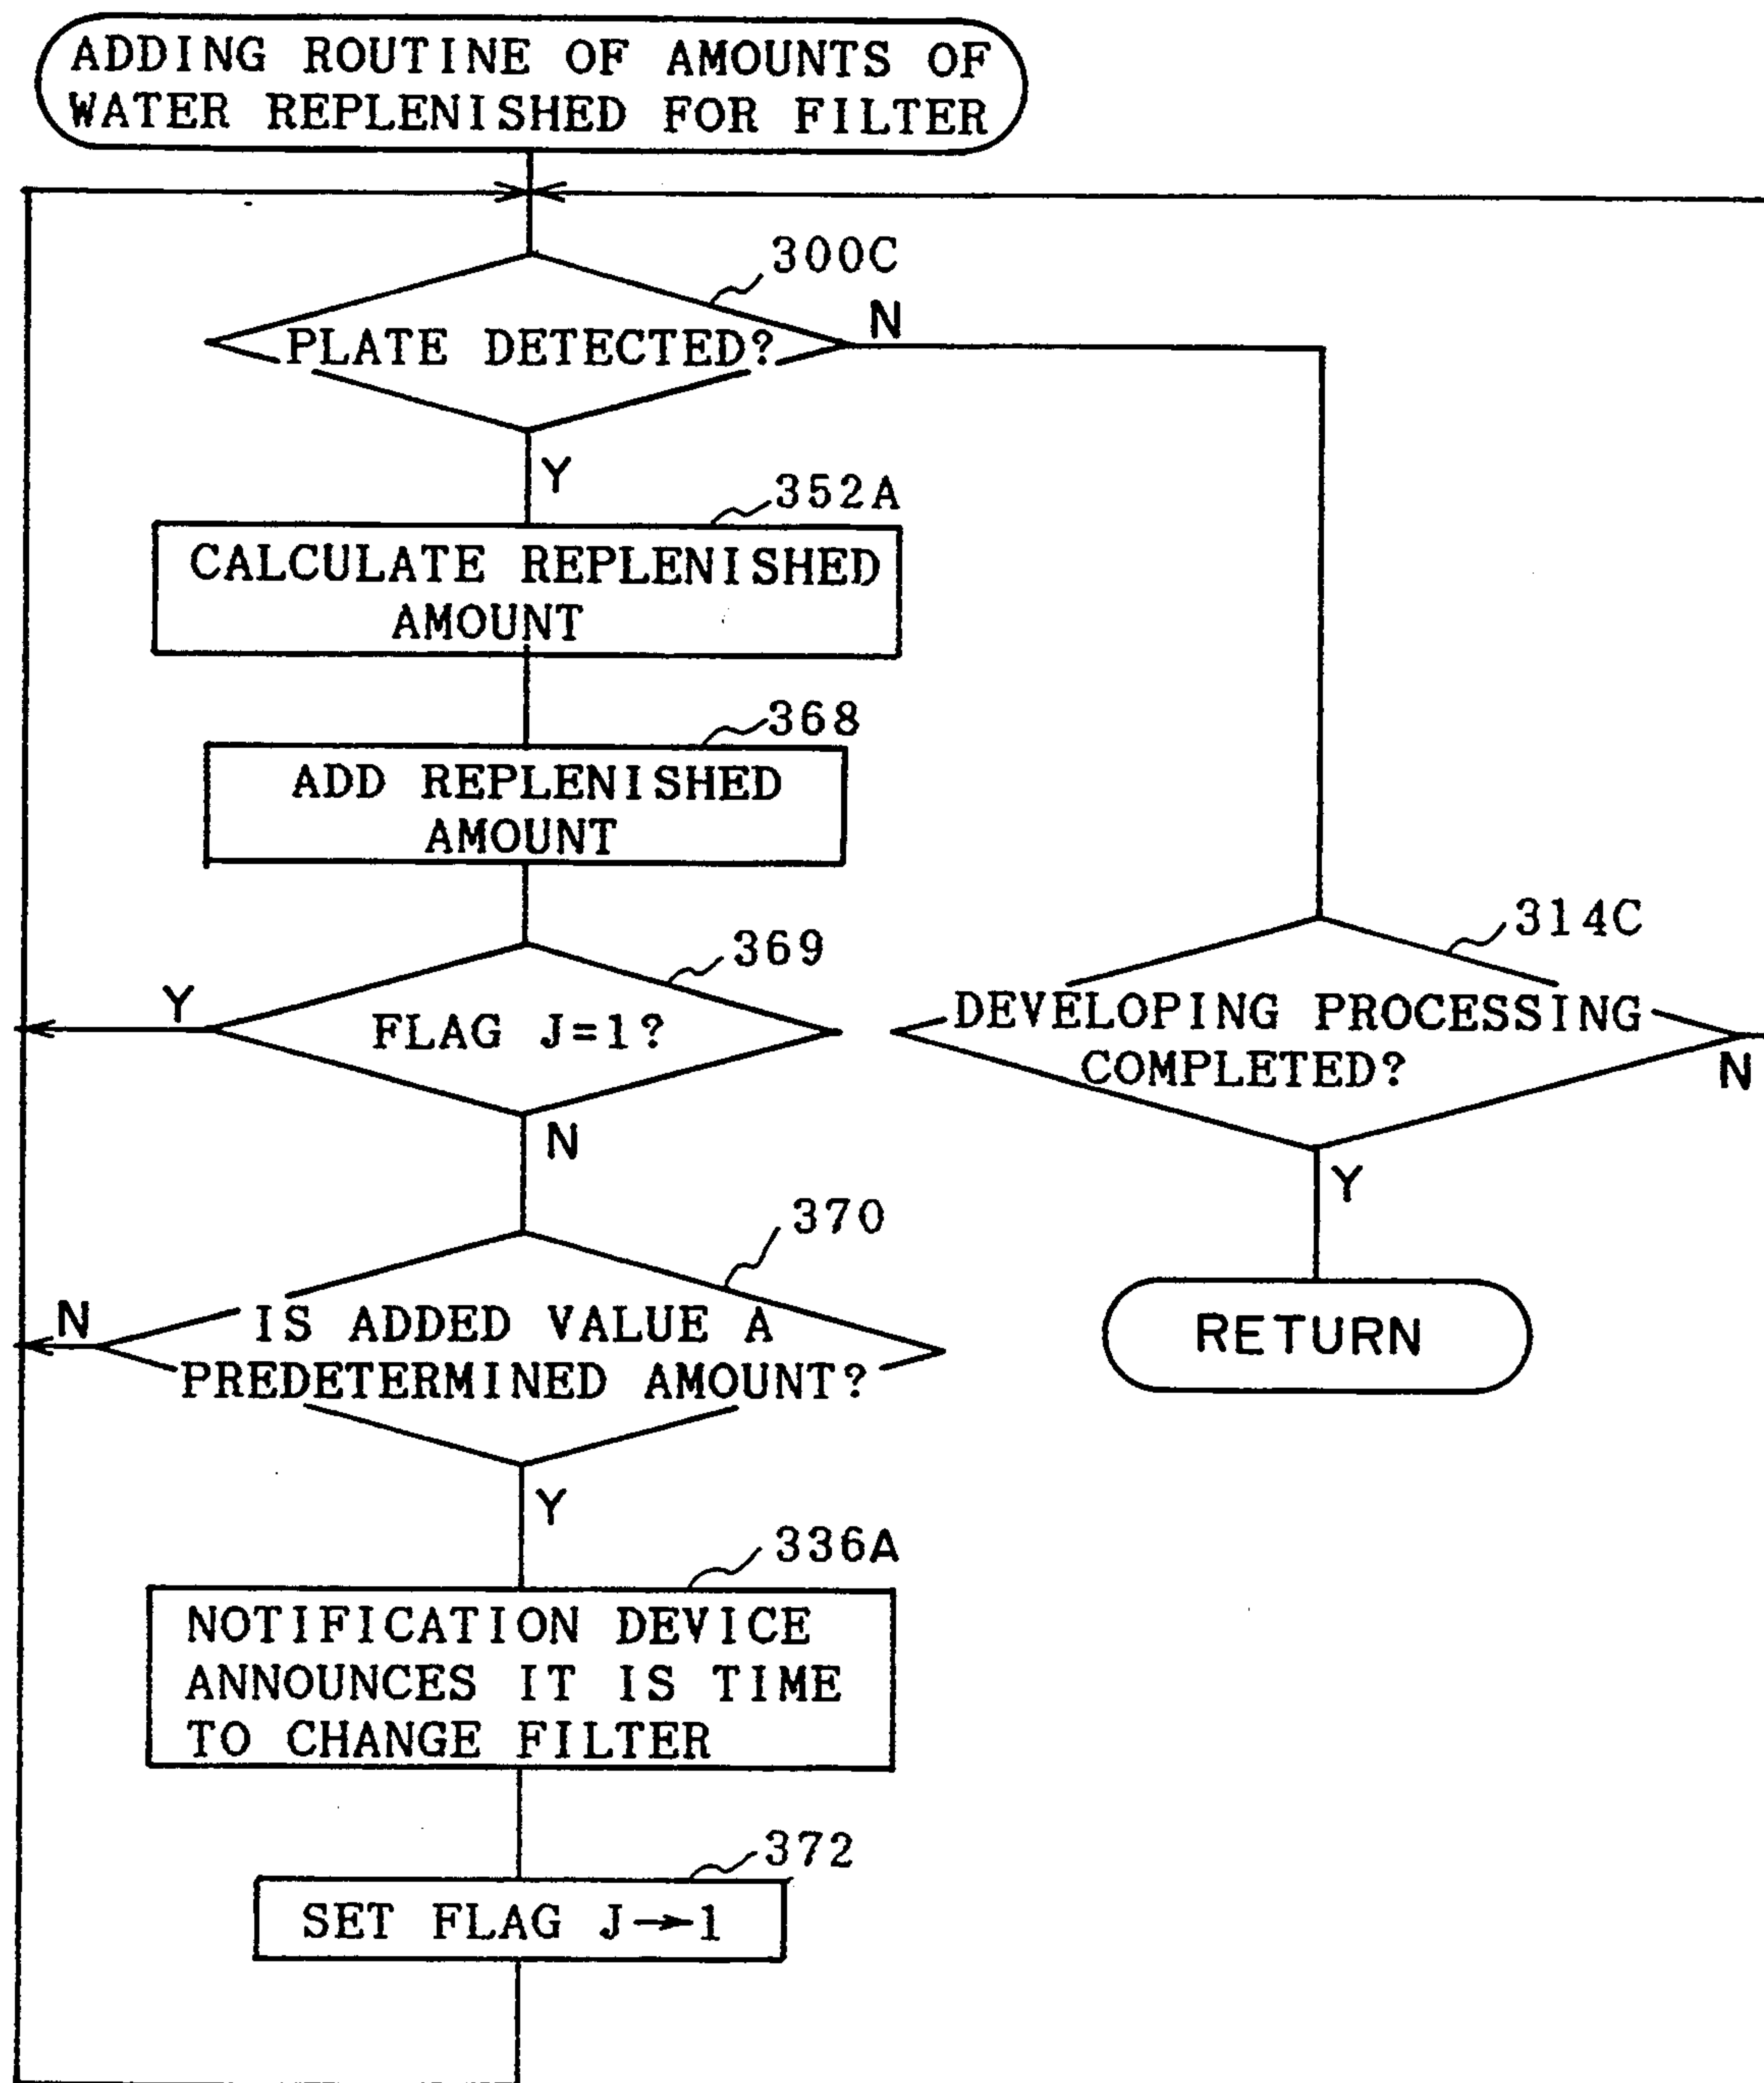 ADDING ROUTINE OF AMOUNTS OF
WATER REPLENISHED FOR FILTER
300C
PLATE DETECTED?
N
Y
352A
CALCULATE REPLENISHED
AMOUNT
368
ADD REPLENISHED
AMOUNT
369
FLAG J=1?
Y
N
314C
DEVELOPING PROCESSING
COMPLETED?
N
Y
RETURN
370
IS ADDED VALUE A
PREDETERMINED AMOUNT?
N
Y
336A
NOTIFICATION DEVICE
ANNOUNCES IT IS TIME
TO CHANGE FILTER
372
SET FLAG J→1